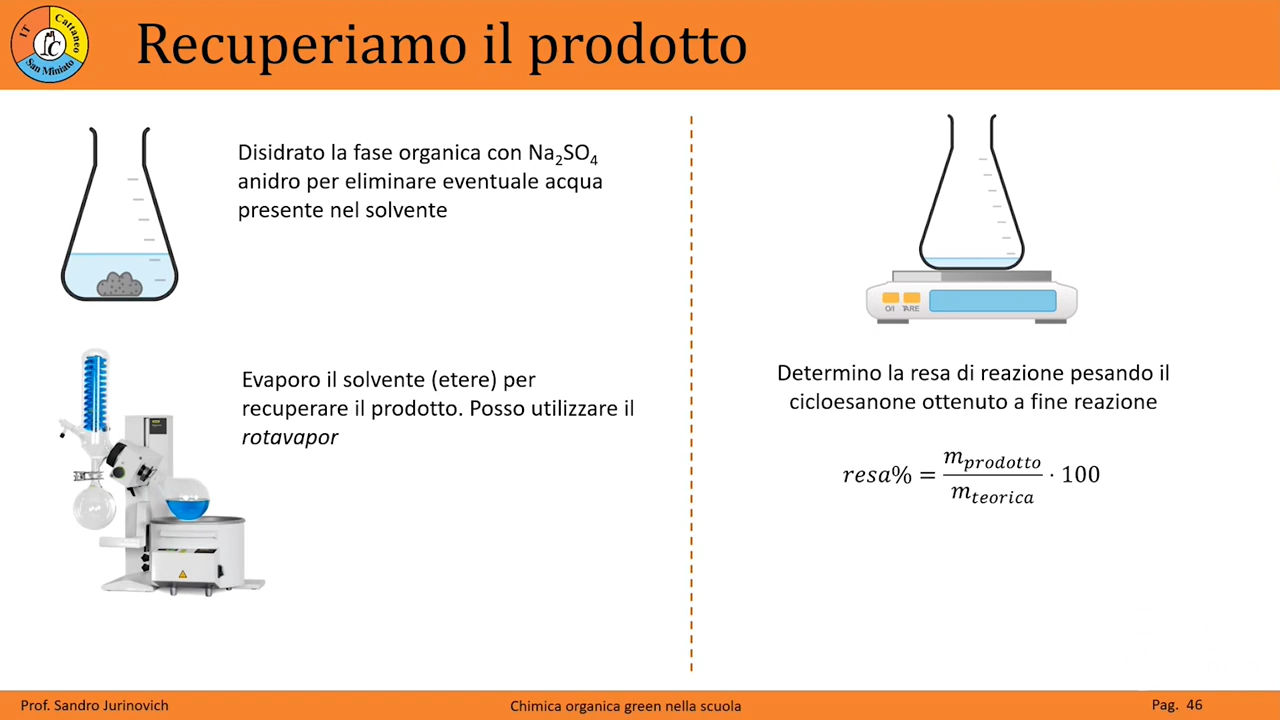 IT
Cattaneo
San Miniato
Recuperiamo il prodotto
Disidrato la fase organica con Na₂SO₄
anidro per eliminare eventuale acqua
presente nel solvente
Evaporo il solvente (etere) per
recuperare il prodotto. Posso utilizzare il
rotavapor
O/I TARE
Determino la resa di reazione pesando il
cicloesanone ottenuto a fine reazione
resa% = m_prodotto / m_teorica · 100
Prof. Sandro Jurinovich
Chimica organica green nella scuola
Pag. 46